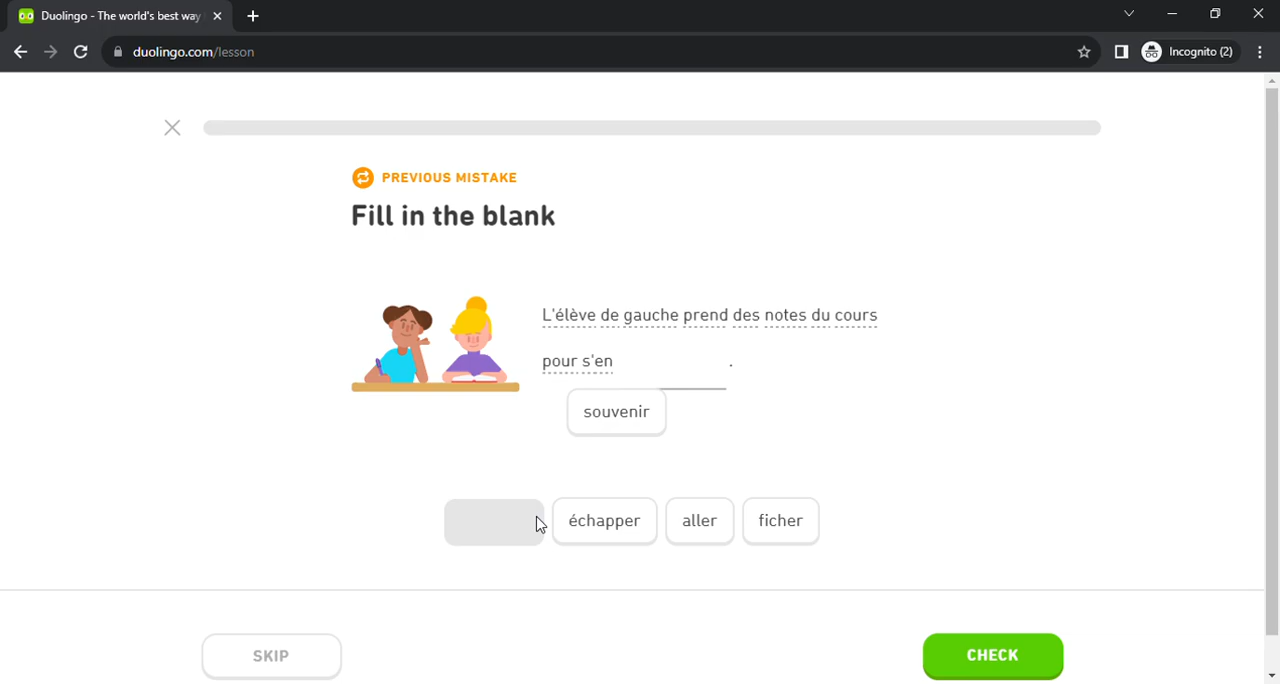 Duolingo - The world's best way
duolingo.com/lesson
Incognito (2)
PREVIOUS MISTAKE
Fill in the blank
L'élève de gauche prend des notes du cours
pour s'en .
souvenir
échapper aller ficher
SKIP CHECK